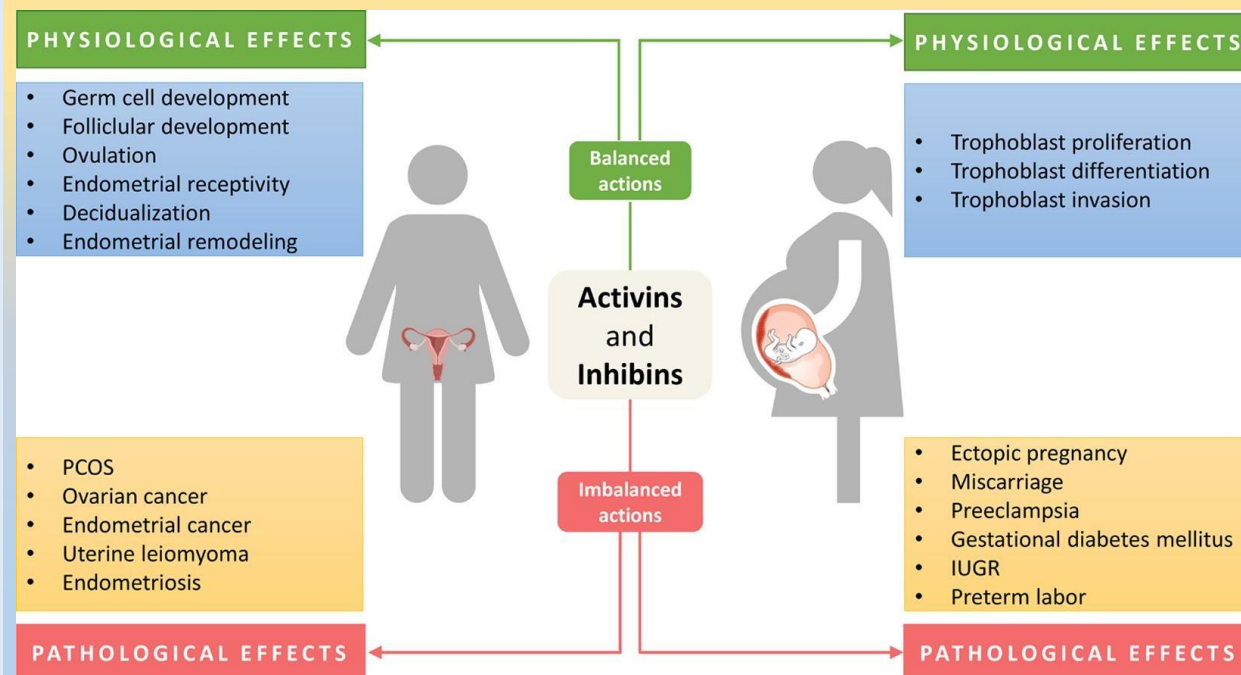 PHYSIOLOGICAL EFFECTS
• Germ cell development
• Follicular development
• Ovulation
• Endometrial receptivity
• Decidualization
• Endometrial remodeling
PHYSIOLOGICAL EFFECTS
• Trophoblast proliferation
• Trophoblast differentiation
• Trophoblast invasion
Balanced
actions
Activins
and
Inhibins
Imbalanced
actions
• PCOS
• Ovarian cancer
• Endometrial cancer
• Uterine leiomyoma
• Endometriosis
PATHOLOGICAL EFFECTS
• Ectopic pregnancy
• Miscarriage
• Preeclampsia
• Gestational diabetes mellitus
• IUGR
• Preterm labor
PATHOLOGICAL EFFECTS